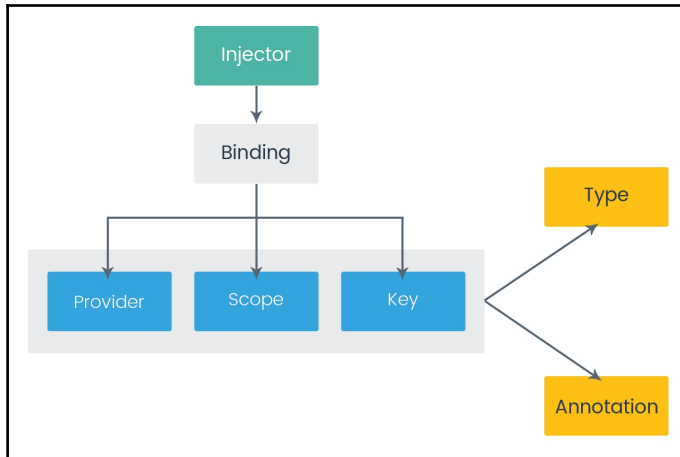 Injector
Binding
Type
Provider
Scope
Key
Annotation